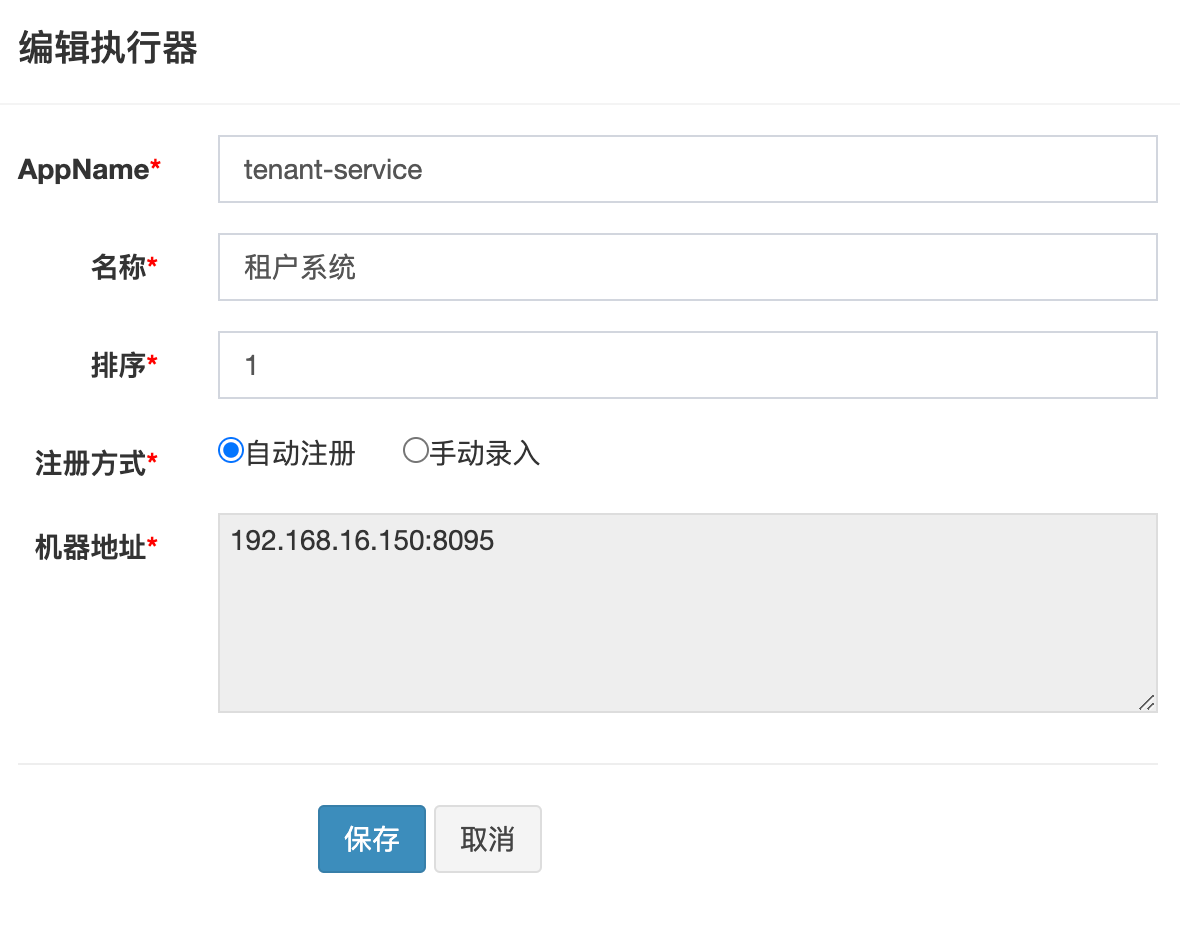 编辑执行器
AppName* tenant-service
名称* 租户系统
排序* 1
注册方式* 自动注册 手动录入
机器地址* 192.168.16.150:8095
保存 取消